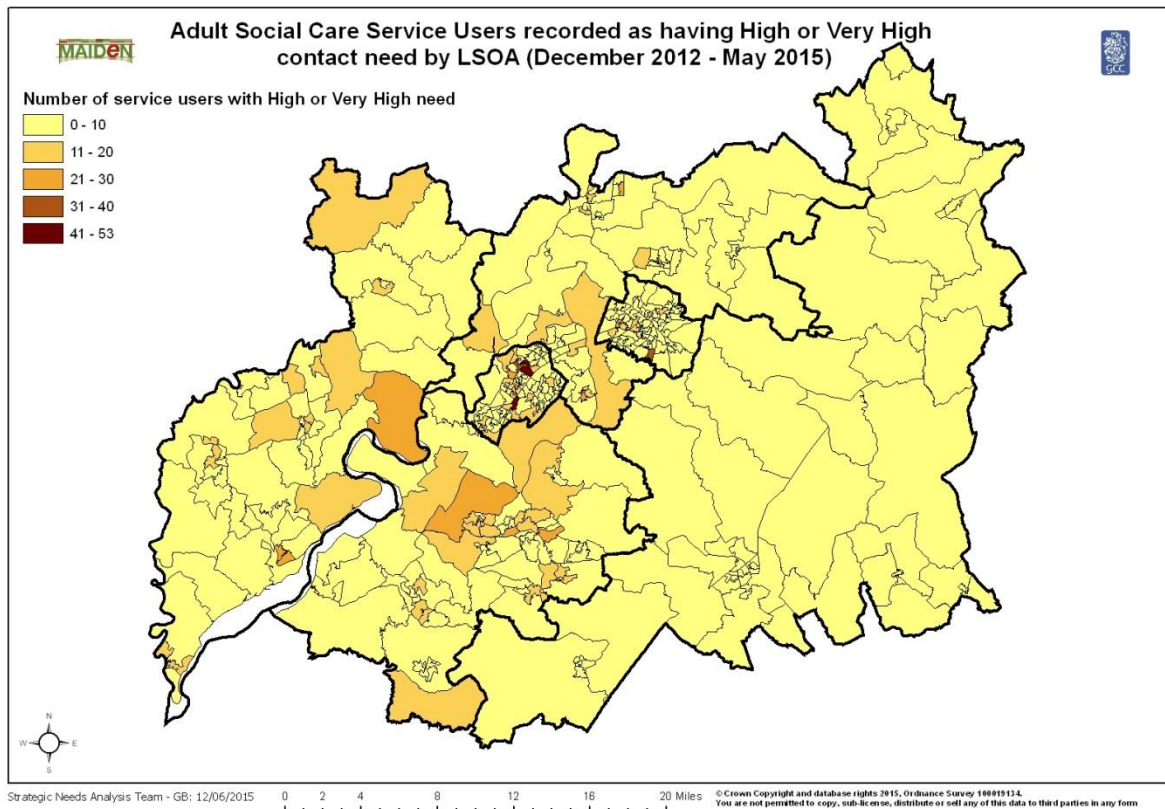 Adult Social Care Service Users recorded as having High or Very High
contact need by LSOA (December 2012 - May 2015)
MAIDeN
GCC
Number of service users with High or Very High need
0 - 10
11 - 20
21 - 30
31 - 40
41 - 53
N
W E
S
Strategic Needs Analysis Team - GB: 12/06/2015
0 2 4 8 12 16 20 Miles
© Crown Copyright and database rights 2015, Ordnance Survey 100019134.
You are not permitted to copy, sub-license, distribute or sell any of this data to third parties in any form